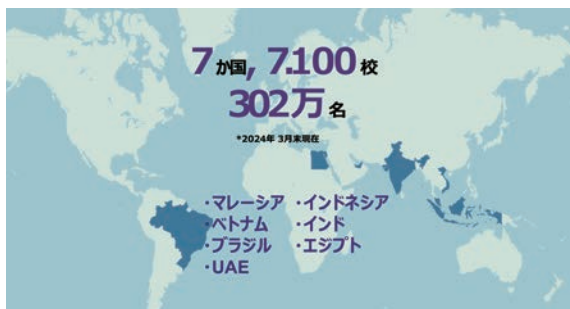 7か国, 7.100校
302万名
*2024年 3月末現在
・マレーシア ・インドネシア
・ベトナム ・インド
・ブラジル ・エジプト
・UAE